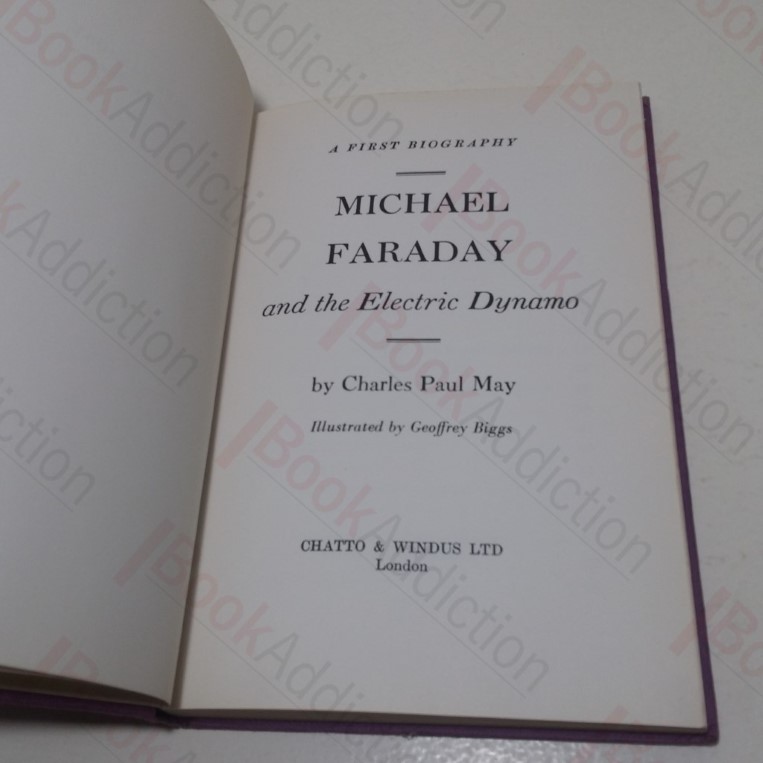 A FIRST BIOGRAPHY
MICHAEL
FARADAY
and the Electric Dynamo
by Charles Paul May
Illustrated by Geoffrey Biggs
CHATTO & WINDUS LTD
London
BookAddiction